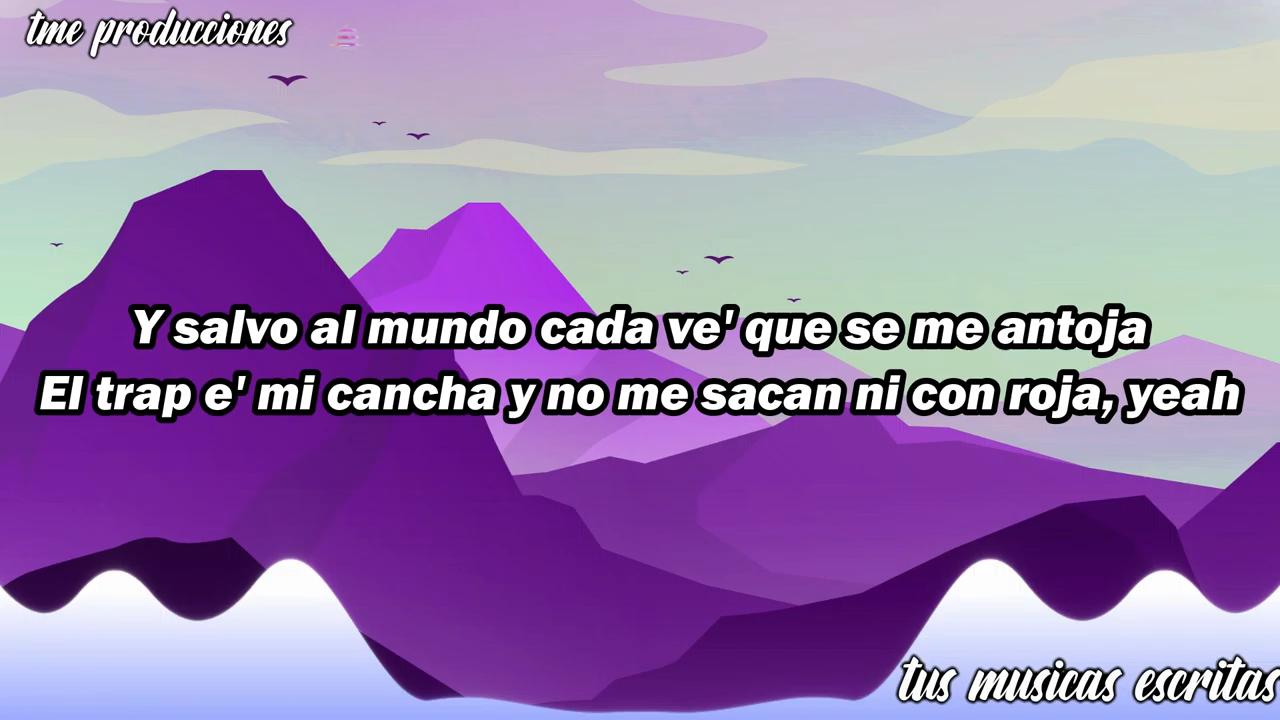 tme producciones
Y salvo al mundo cada ve' que se me antoja
El trap e' mi cancha y no me sacan ni con roja, yeah
tus musicas escritas